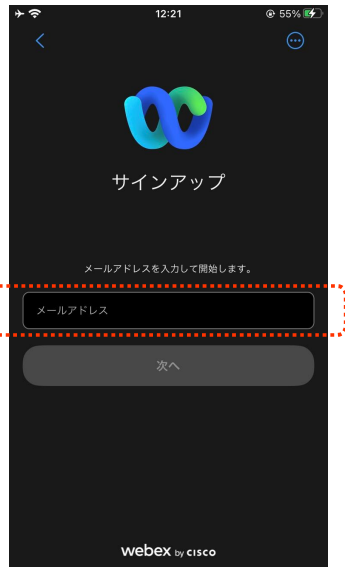 12:21
55%
サインアップ
メールアドレスを入力して開始します。
メールアドレス
次へ
webex by CISCO